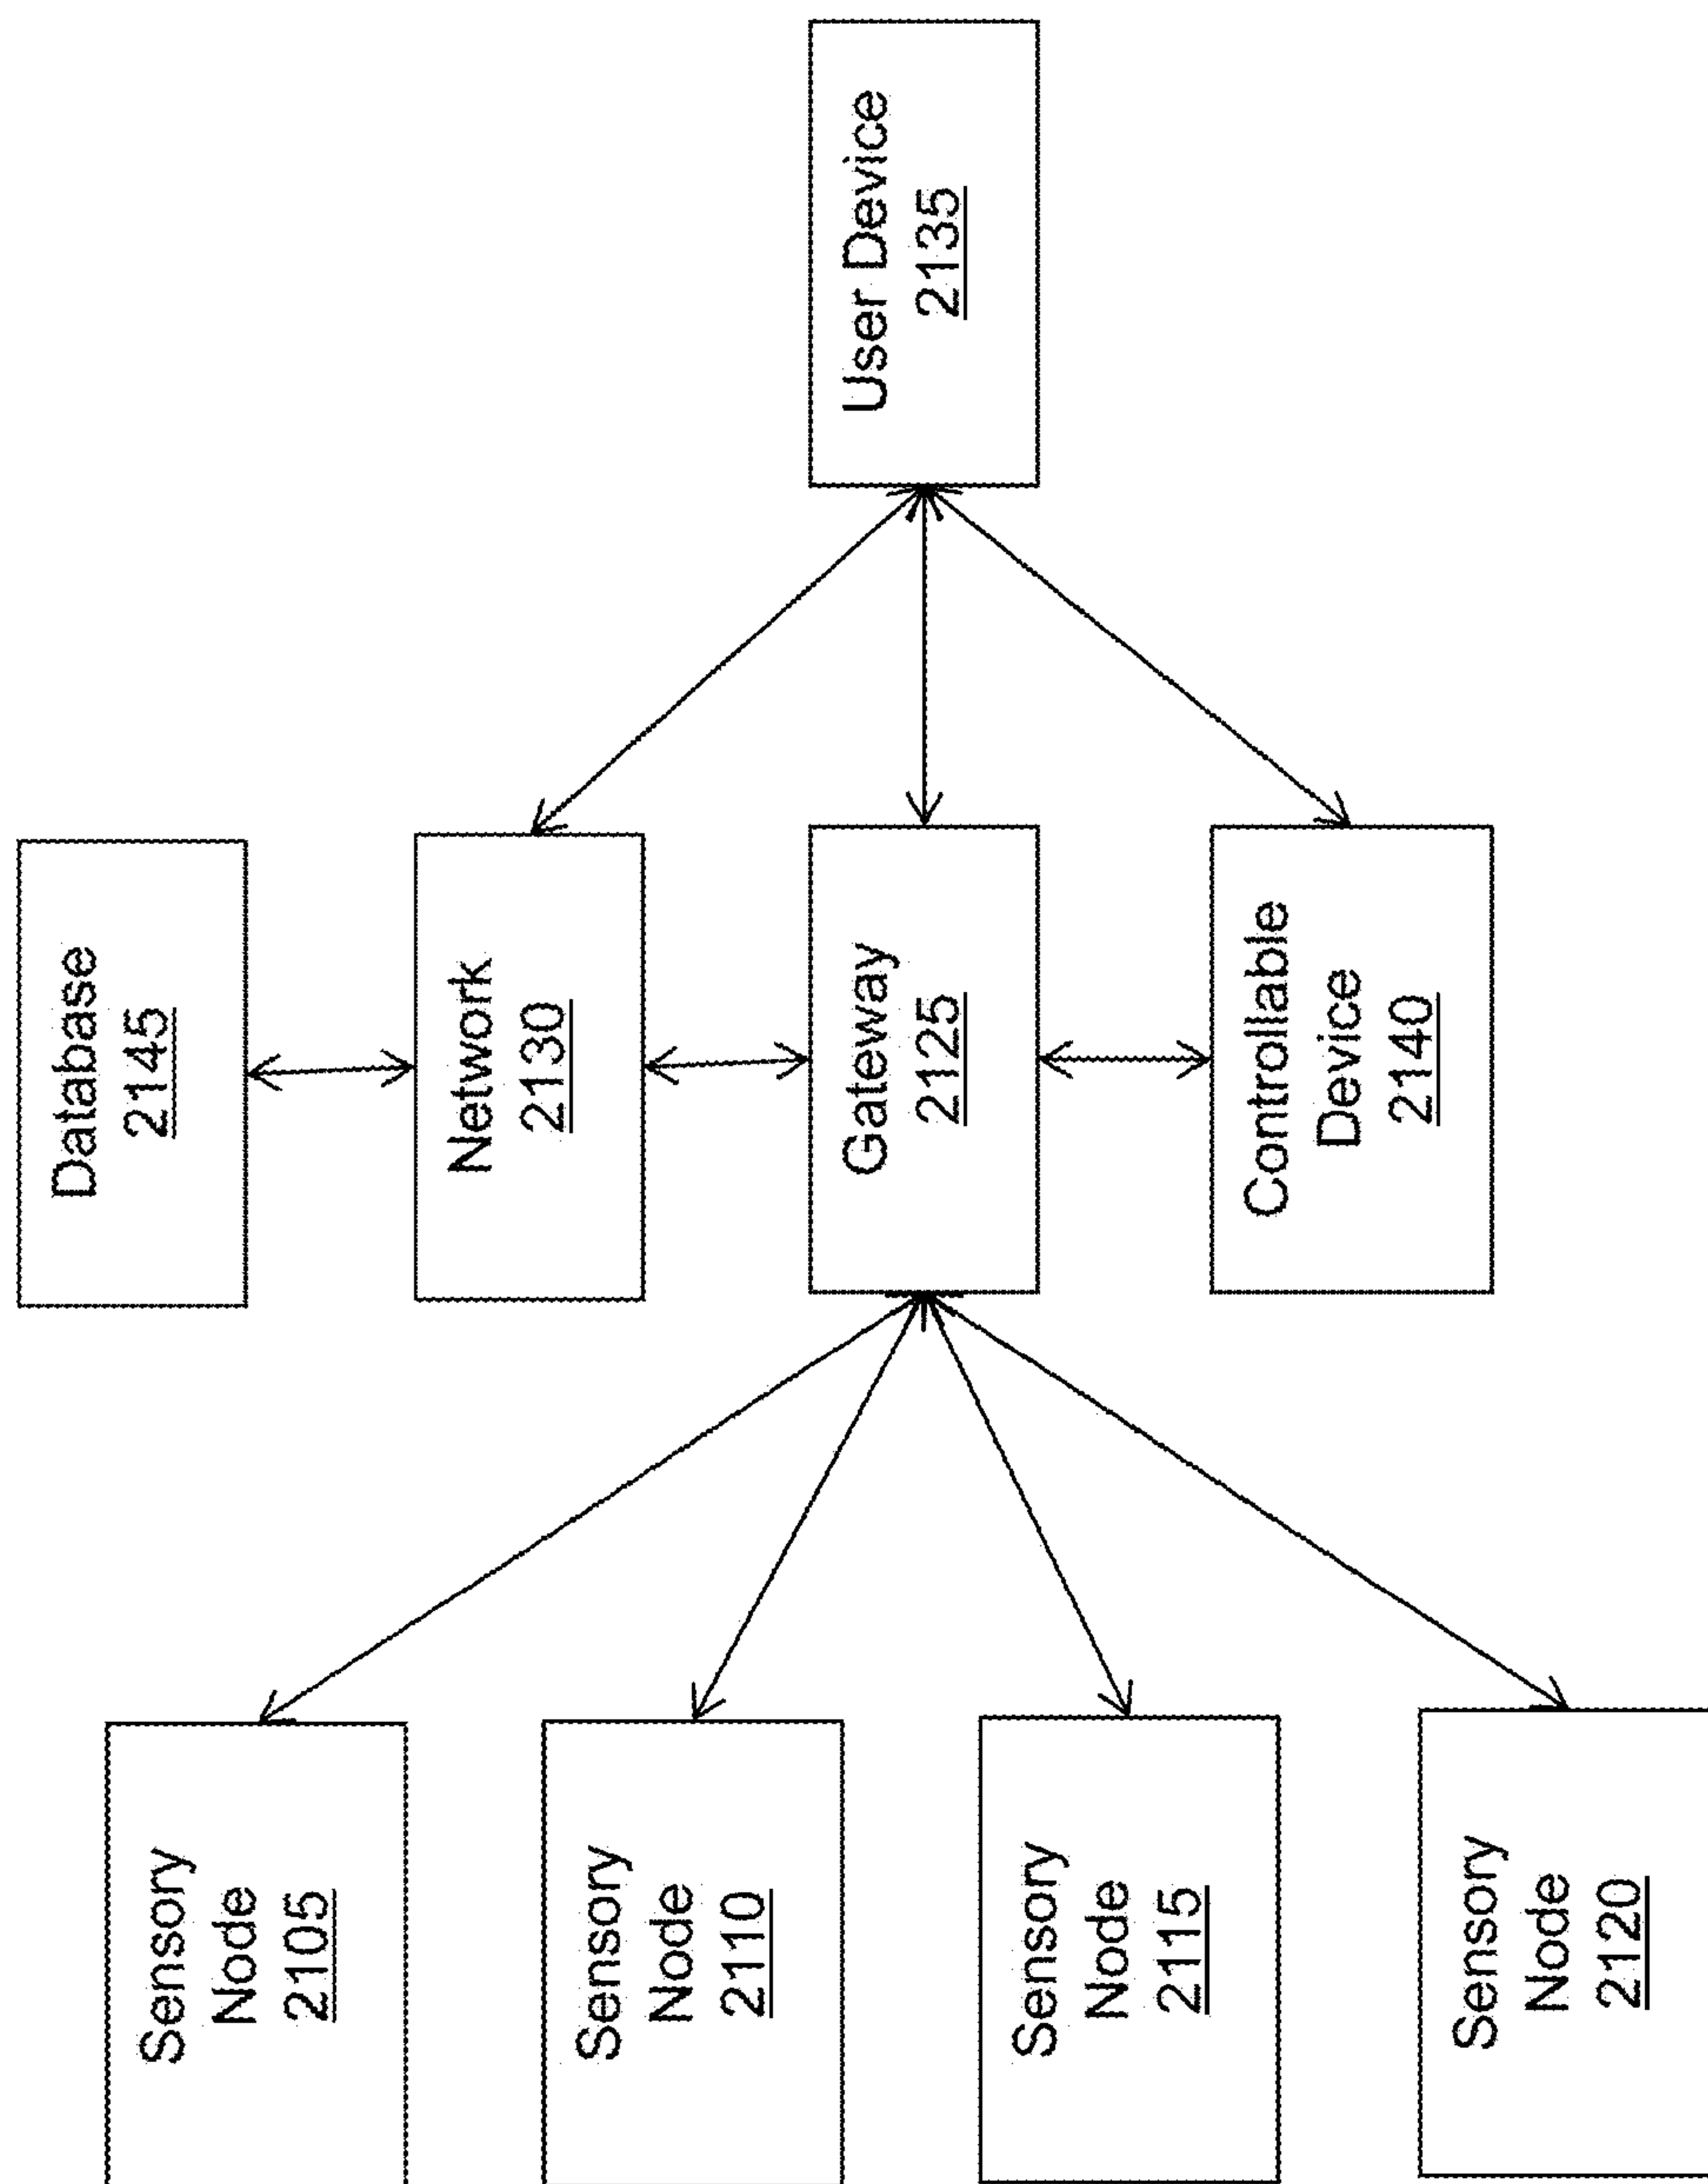 Sensory
Node
2105
Sensory
Node
2110
Sensory
Node
2115
Sensory
Node
2120
Database
2145
Network
2130
Gateway
2125
Controllable
Device
2140
User Device
2135